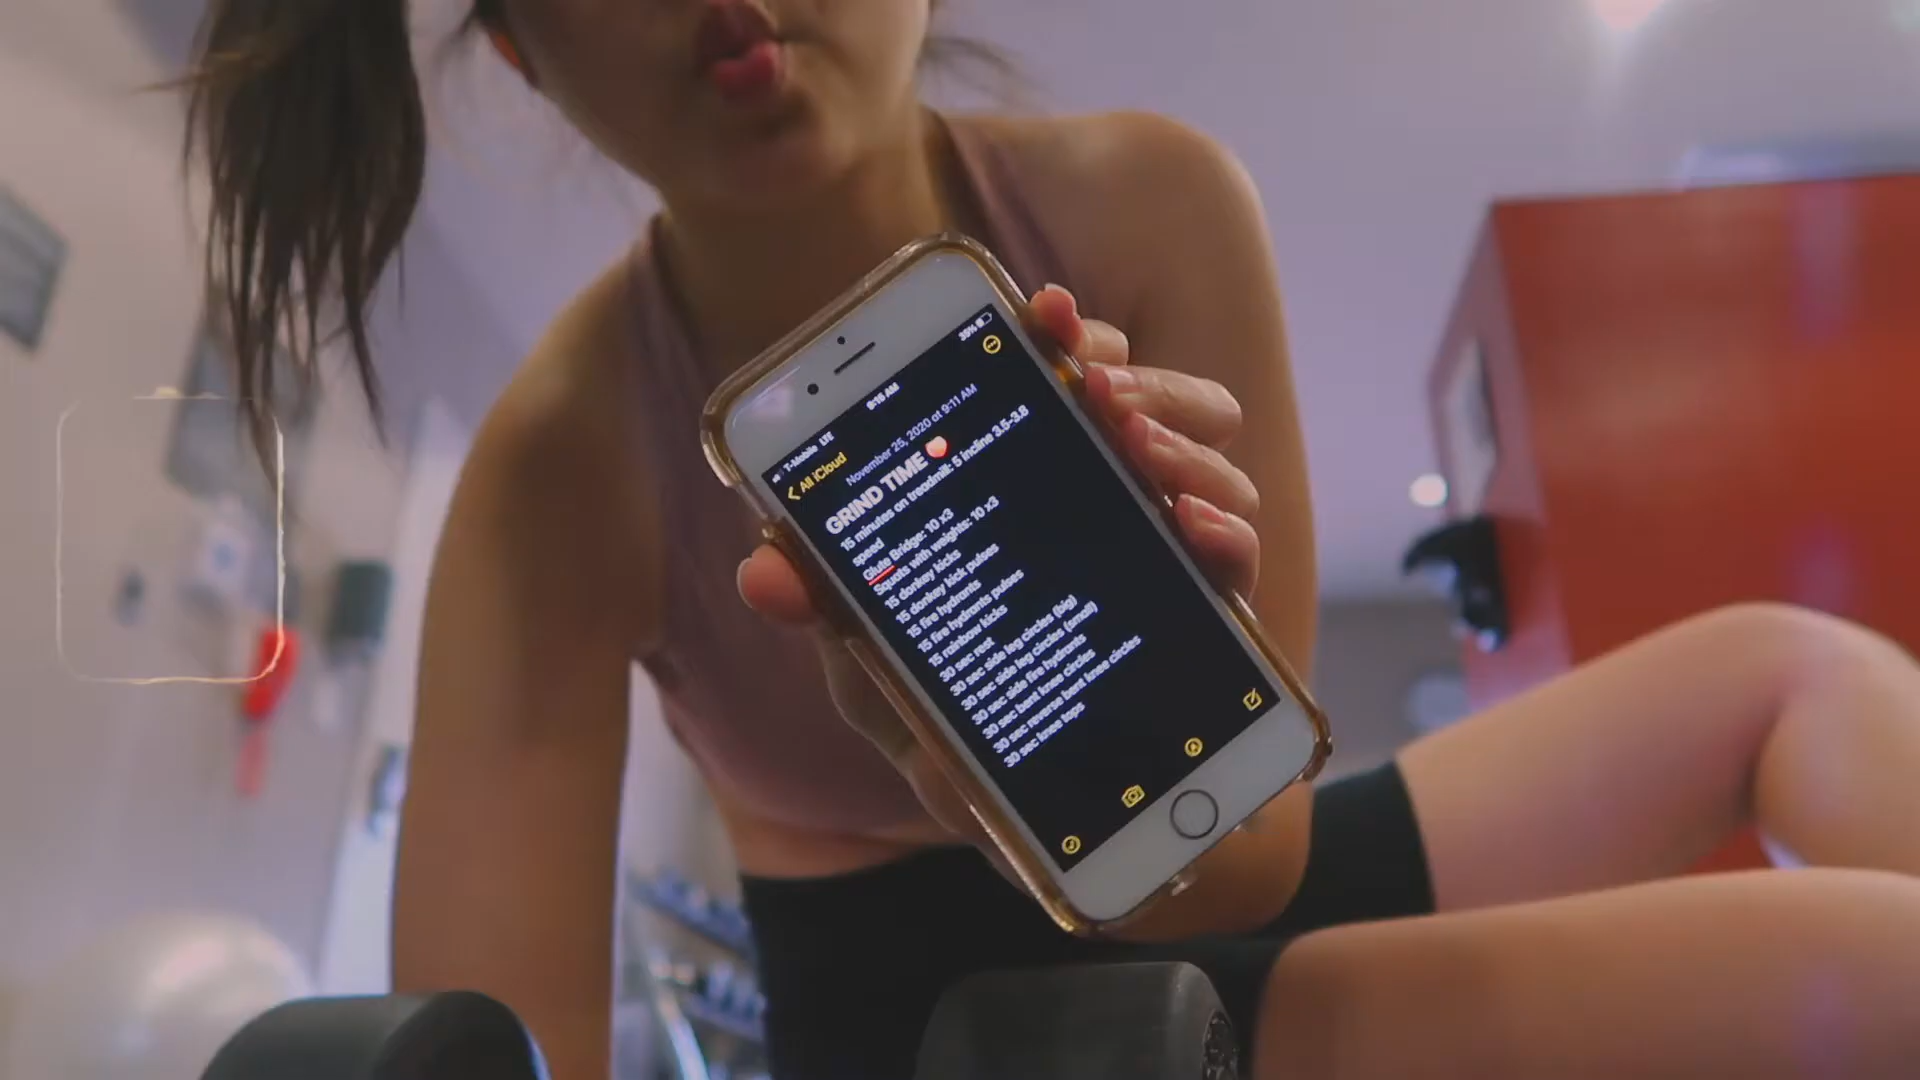 T-Mobile LTE
9:16 AM
35%
All iCloud
November 25, 2020 at 9:11 AM
GRIND TIME 🍑
15 minutes on treadmill: 5 incline 3.5-3.8
speed
Glute Bridge: 10 x3
Squats with weights: 10 x3
15 donkey kicks
15 donkey kick pulses
15 fire hydrants
15 fire hydrants pulses
15 rainbow kicks
30 sec rest
30 sec side leg circles (big)
30 sec side leg circles (small)
30 sec side fire hydrants
30 sec bent knee circles
30 sec reverse bent knee circles
30 sec knee tops